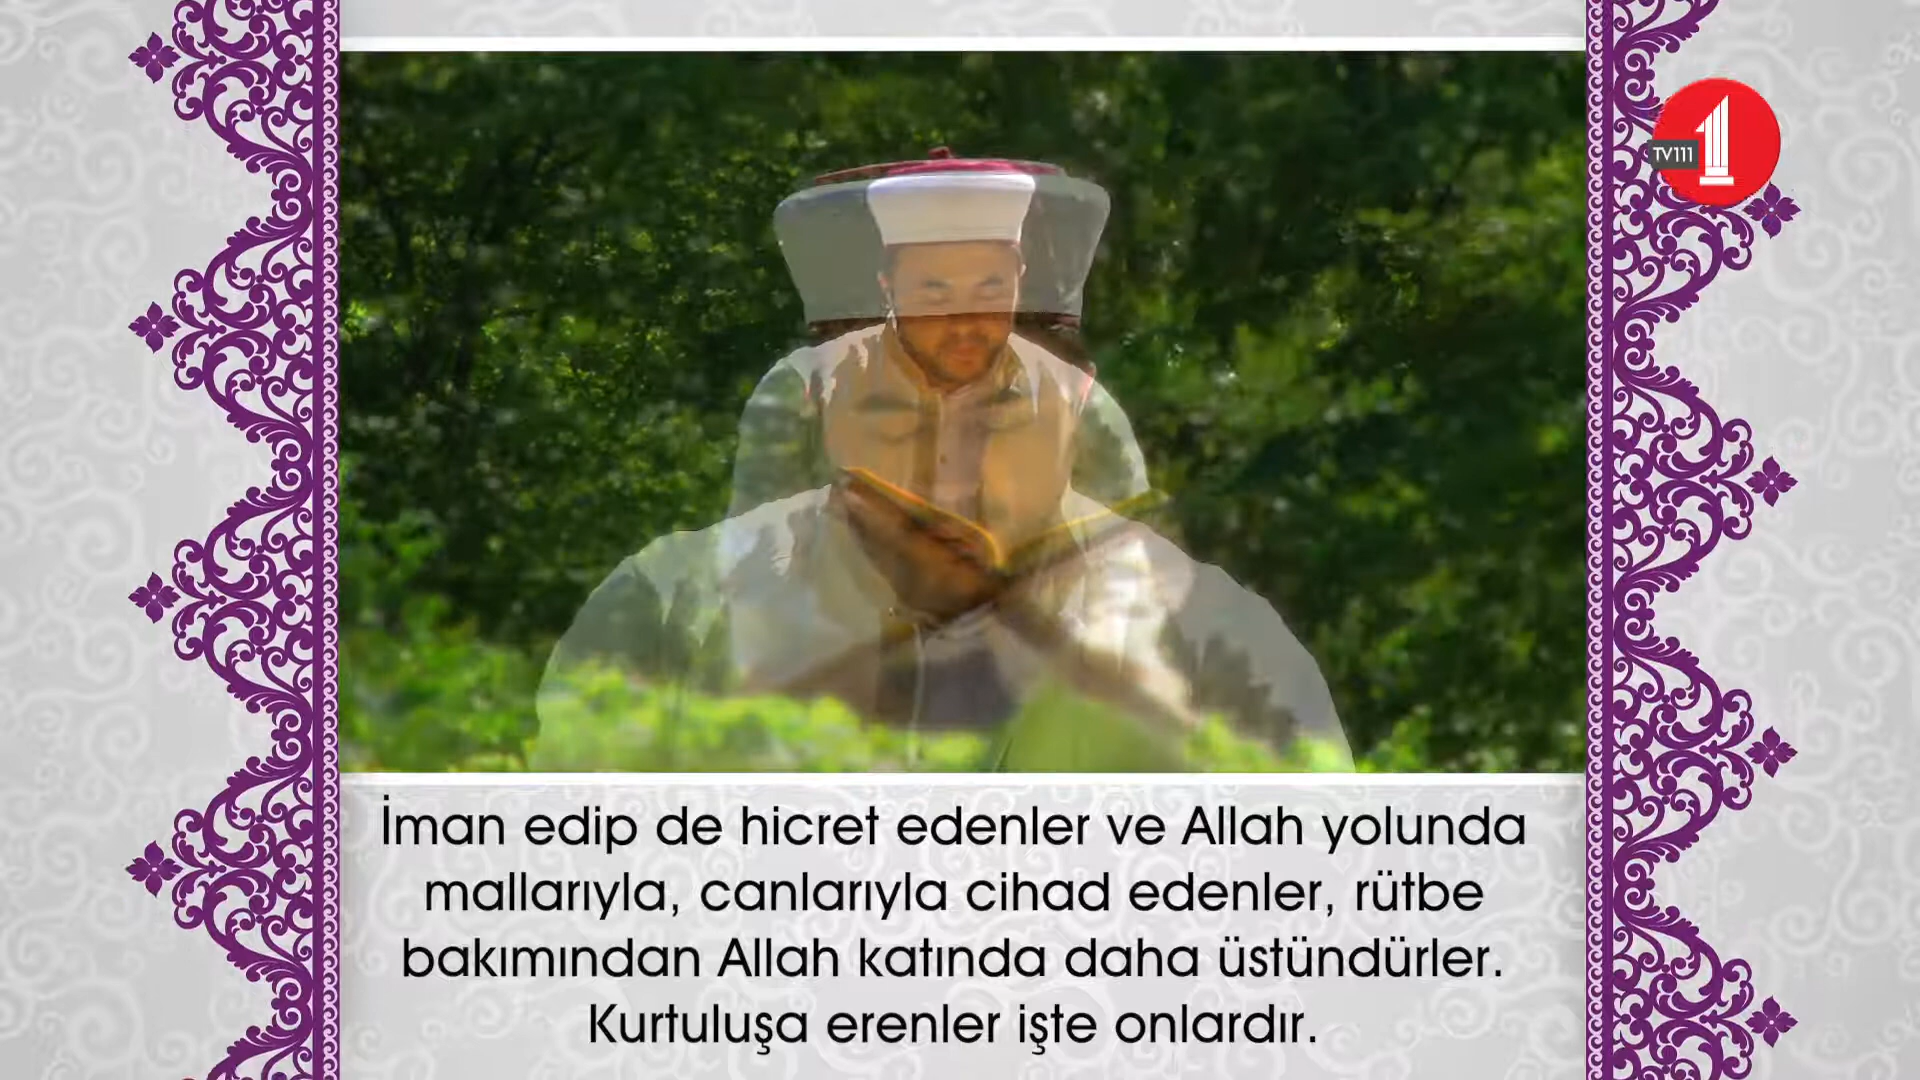 TV111
İman edip de hicret edenler ve Allah yolunda
mallarıyla, canlarıyla cihad edenler, rütbe
bakımından Allah katında daha üstündürler.
Kurtuluşa erenler işte onlardır.